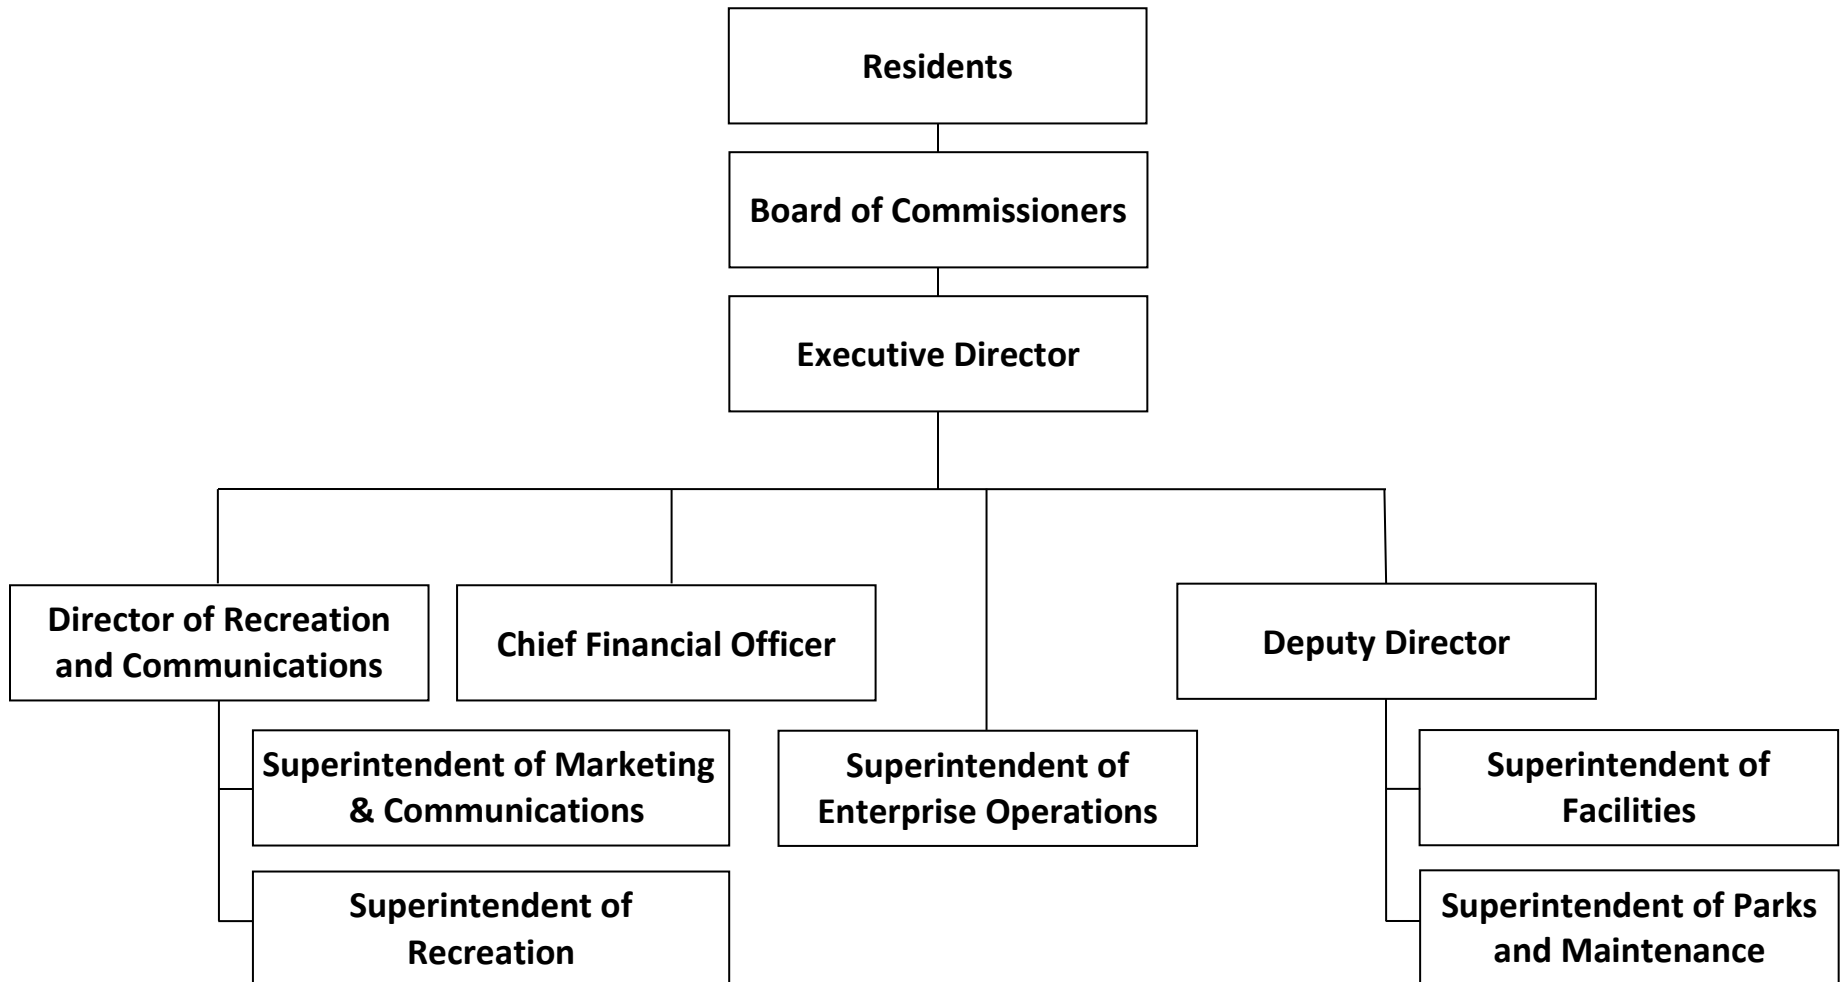 Residents
Board of Commissioners
Executive Director
Director of Recreation
and Communications
Chief Financial Officer
Deputy Director
Superintendent of Marketing
& Communications
Superintendent of
Enterprise Operations
Superintendent of
Facilities
Superintendent of
Recreation
Superintendent of Parks
and Maintenance